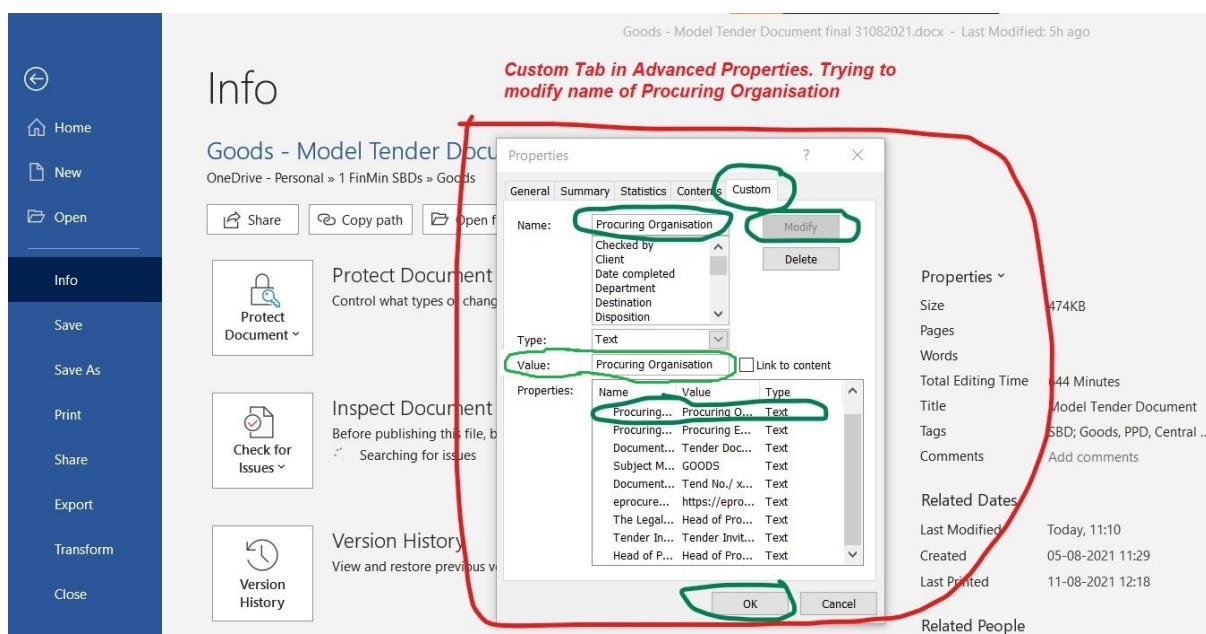 Goods - Model Tender Document final 31082021.docx - Last Modified: 5h ago
Custom Tab in Advanced Properties. Trying to
modify name of Procuring Organisation
Info
Home
New
Open
Info
Save
Save As
Print
Share
Export
Transform
Close
Goods - Model Tender Docu
OneDrive - Personal » 1 FinMin SBDs » Goods
Share Copy path Open f
Protect Document
Control what types of chang
Protect
Document
Inspect Document
Before publishing this file, b
Searching for issues
Check for
Issues
Version History
View and restore previous v
Version
History
Properties ?
General Summary Statistics Contents Custom
Name: Procuring Organisation Modify
Checked by
Client
Date completed
Department
Destination
Disposition
Delete
Type: Text
Value: Procuring Organisation Link to content
Properties: Name Value Type
Procuring... Procuring O... Text
Procuring... Procuring E... Text
Document... Tender Doc... Text
Subject M... GOODS Text
Document... Tend No./ x... Text
eprocure... https://epro... Text
The Legal... Head of Pro... Text
Tender In... Tender Invit... Text
Head of P... Head of Pro... Text
OK Cancel
Properties
Size 474KB
Pages
Words
Total Editing Time 644 Minutes
Title Model Tender Document
Tags SBD; Goods, PPD, Central ..
Comments Add comments
Related Dates
Last Modified Today, 11:10
Created 05-08-2021 11:29
Last Printed 11-08-2021 12:18
Related People